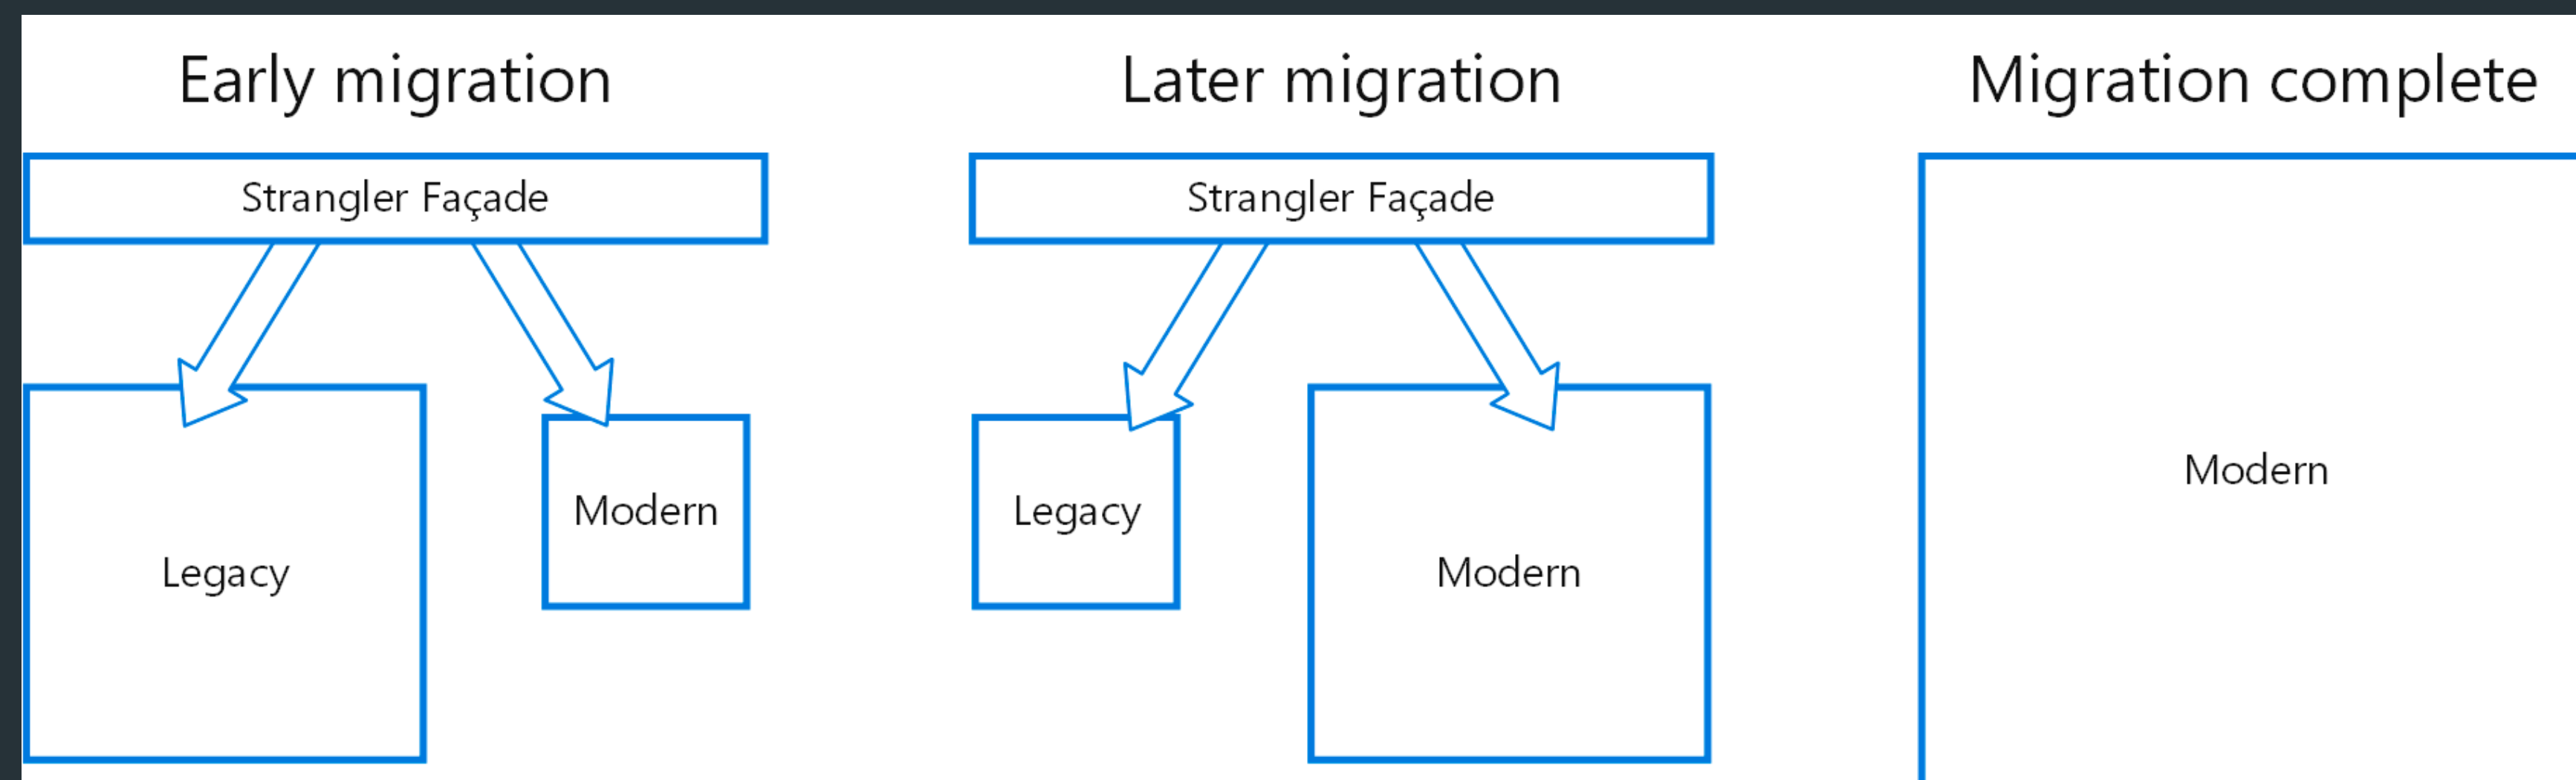 Early migration
Strangler Façade
Legacy
Modern
Later migration
Strangler Façade
Legacy
Modern
Migration complete
Modern